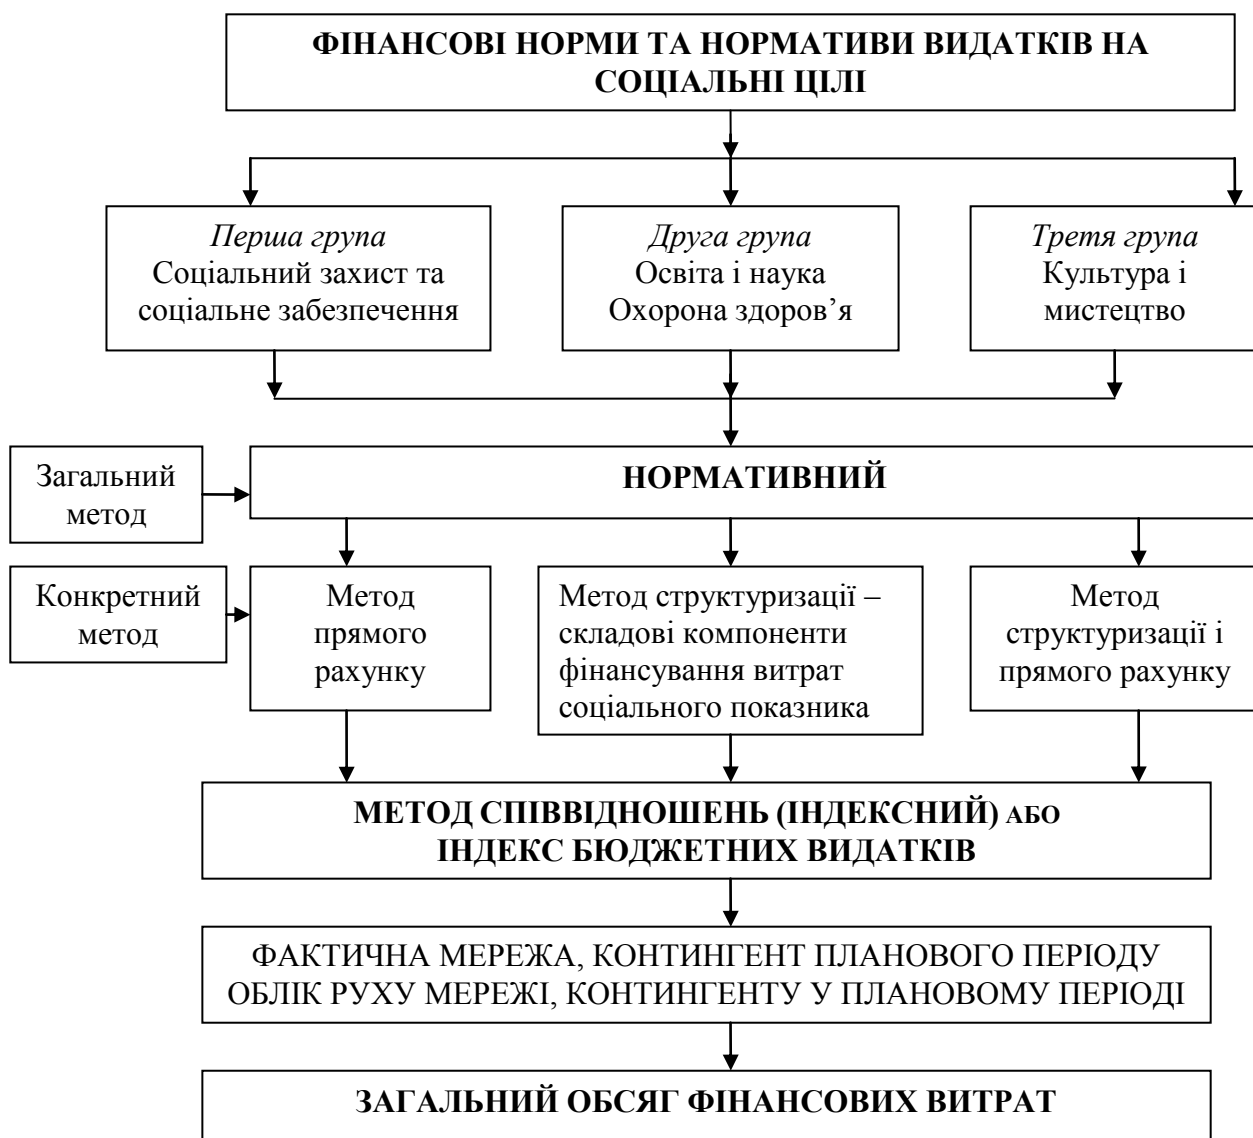 ФІНАНСОВІ НОРМИ ТА НОРМАТИВИ ВИДАТКІВ НА
СОЦІАЛЬНІ ЦІЛІ
Перша група
Соціальний захист та
соціальне забезпечення
Друга група
Освіта і наука
Охорона здоров’я
Третя група
Культура і
мистецтво
Загальний
метод
НОРМАТИВНИЙ
Конкретний
метод
Метод
прямого
рахунку
Метод структуризації –
складові компоненти
фінансування витрат
соціального показника
Метод
структуризації і
прямого рахунку
МЕТОД СПІВВІДНОШЕНЬ (ІНДЕКСНИЙ) АБО
ІНДЕКС БЮДЖЕТНИХ ВИДАТКІВ
ФАКТИЧНА МЕРЕЖА, КОНТИНГЕНТ ПЛАНОВОГО ПЕРІОДУ
ОБЛІК РУХУ МЕРЕЖІ, КОНТИНГЕНТУ У ПЛАНОВОМУ ПЕРІОДІ
ЗАГАЛЬНИЙ ОБСЯГ ФІНАНСОВИХ ВИТРАТ